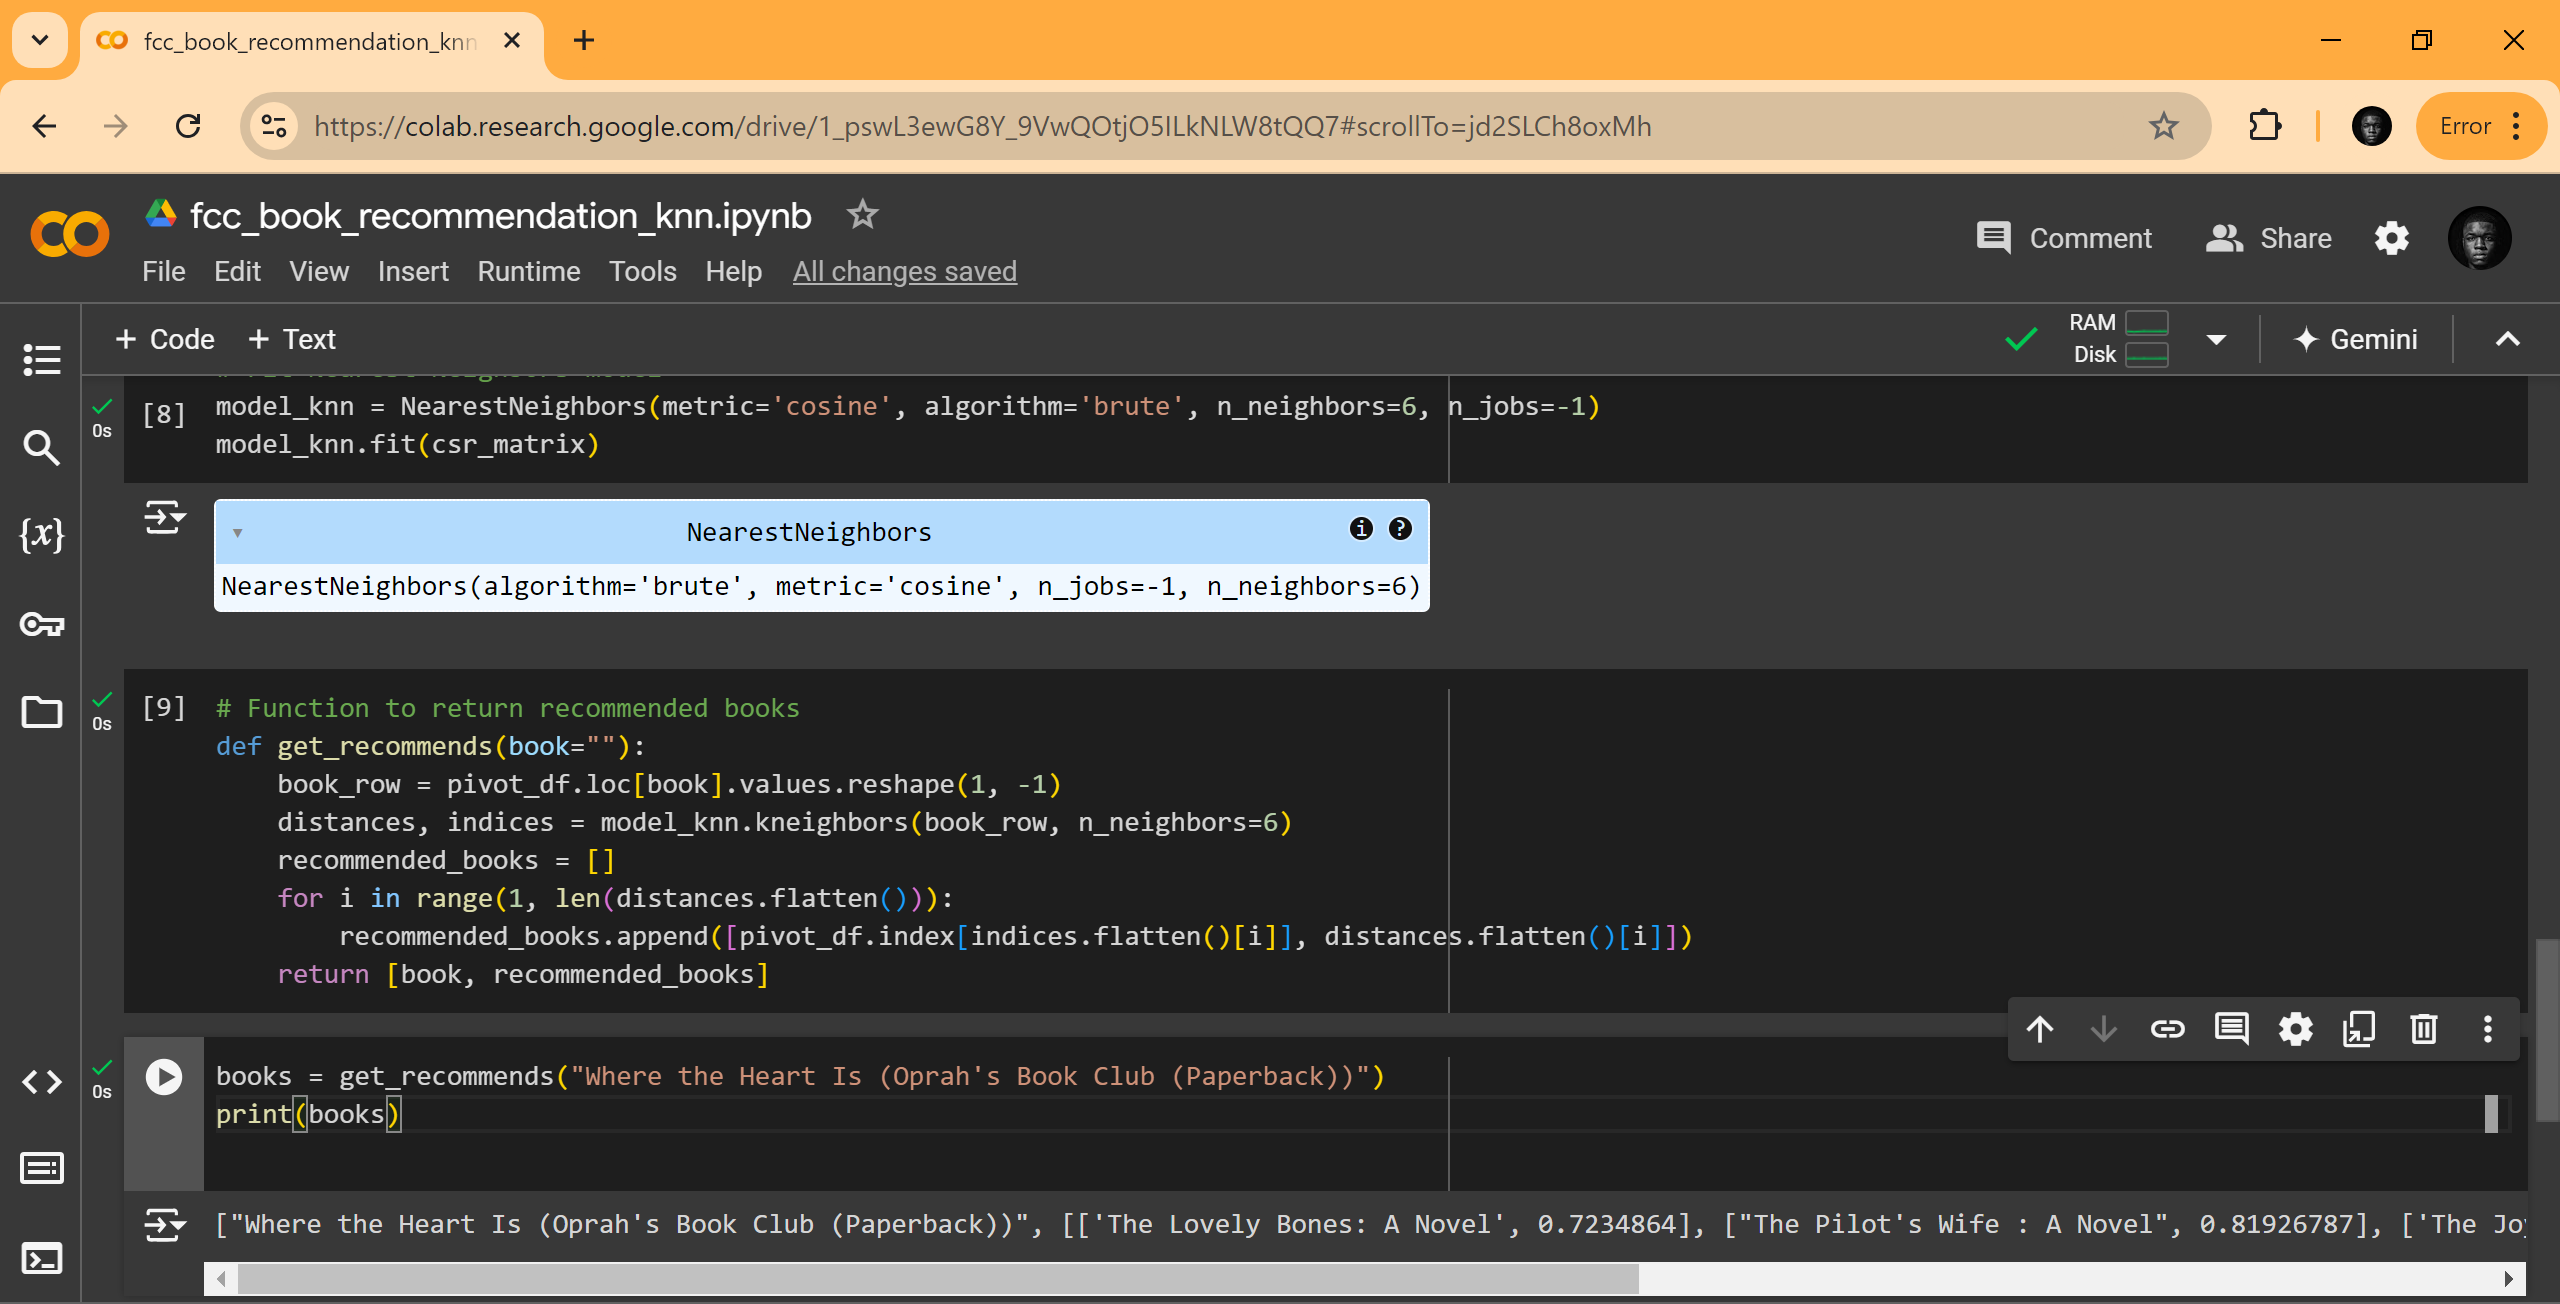 fcc_book_recommendation_knn
https://colab.research.google.com/drive/1_pswL3ewG8Y_9VwQOtjO5ILkNLW8tQQ7#scrollTo=jd2SLCh8oxMh
Error
fcc_book_recommendation_knn.ipynb
Comment
Share
File Edit View Insert Runtime Tools Help All changes saved
+ Code + Text
RAM
Disk
Gemini
0s
[8]
model_knn = NearestNeighbors(metric='cosine', algorithm='brute', n_neighbors=6, n_jobs=-1)
model_knn.fit(csr_matrix)
NearestNeighbors
NearestNeighbors(algorithm='brute', metric='cosine', n_jobs=-1, n_neighbors=6)
0s
[9]
# Function to return recommended books
def get_recommends(book=""):
    book_row = pivot_df.loc[book].values.reshape(1, -1)
    distances, indices = model_knn.kneighbors(book_row, n_neighbors=6)
    recommended_books = []
    for i in range(1, len(distances.flatten())):
        recommended_books.append([pivot_df.index[indices.flatten()[i]], distances.flatten()[i]])
    return [book, recommended_books]
0s
books = get_recommends("Where the Heart Is (Oprah's Book Club (Paperback))")
print(books)
["Where the Heart Is (Oprah's Book Club (Paperback))", [['The Lovely Bones: A Novel', 0.7234864], ["The Pilot's Wife : A Novel", 0.81926787], ['The Jo